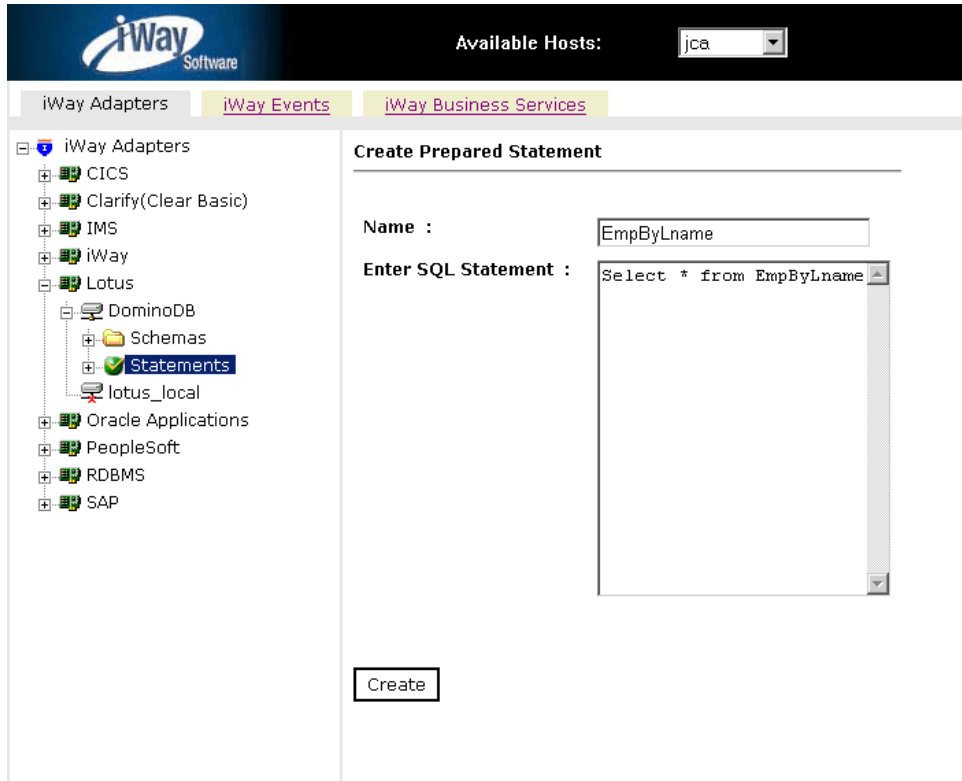 iWay
Software
Available Hosts:
jca
iWay Adapters
iWay Events
iWay Business Services
iWay Adapters
CICS
Clarify(Clear Basic)
IMS
iWay
Lotus
DominoDB
Schemas
Statements
lotus_local
Oracle Applications
PeopleSoft
RDBMS
SAP
Create Prepared Statement
Name :
EmpByLname
Enter SQL Statement :
Select * from EmpByLname
Create